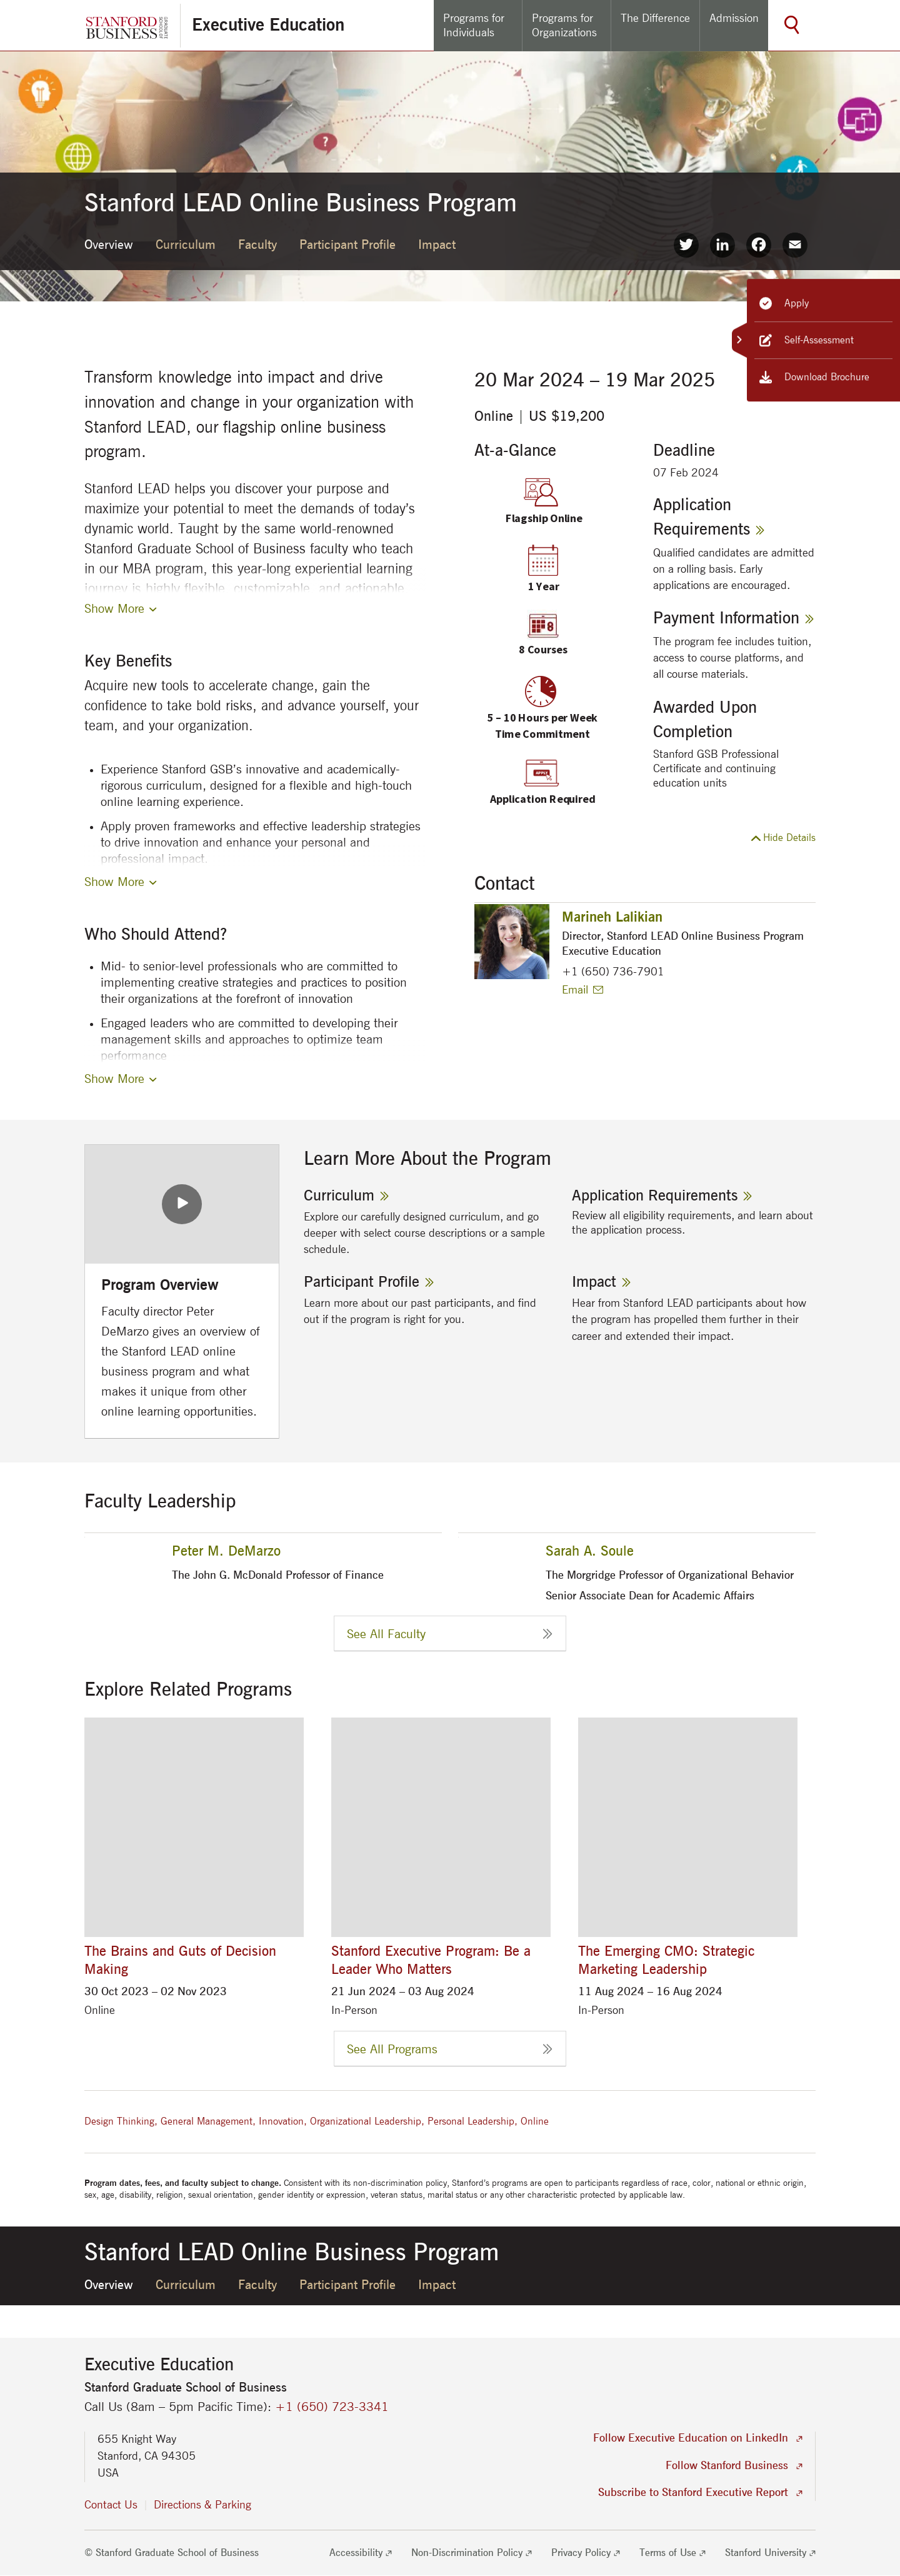 STANFORD
BUSINESS
GRADUATE
SCHOOL OF
Executive Education
Programs for
Individuals
Programs for
Organizations
The Difference
Admission
Stanford LEAD Online Business Program
Overview Curriculum Faculty Participant Profile Impact
Apply
Self-Assessment
Download Brochure
Transform knowledge into impact and drive
innovation and change in your organization with
Stanford LEAD, our flagship online business
program.
Stanford LEAD helps you discover your purpose and
maximize your potential to meet the demands of today's
dynamic world. Taught by the same world-renowned
Stanford Graduate School of Business faculty who teach
in our MBA program, this year-long experiential learning
journey is highly flexible, customizable, and actionable
Show More
Key Benefits
Acquire new tools to accelerate change, gain the
confidence to take bold risks, and advance yourself, your
team, and your organization.
• Experience Stanford GSB's innovative and academically-
rigorous curriculum, designed for a flexible and high-touch
online learning experience.
• Apply proven frameworks and effective leadership strategies
to drive innovation and enhance your personal and
professional impact.
Show More
Who Should Attend?
• Mid- to senior-level professionals who are committed to
implementing creative strategies and practices to position
their organizations at the forefront of innovation
• Engaged leaders who are committed to developing their
management skills and approaches to optimize team
performance
Show More
20 Mar 2024 – 19 Mar 2025
Online | US $19,200
At-a-Glance
Flagship Online
1 Year
8 Courses
5 – 10 Hours per Week
Time Commitment
APPLY
Application Required
Deadline
07 Feb 2024
Application
Requirements
Qualified candidates are admitted
on a rolling basis. Early
applications are encouraged.
Payment Information
The program fee includes tuition,
access to course platforms, and
all course materials.
Awarded Upon
Completion
Stanford GSB Professional
Certificate and continuing
education units
Hide Details
Contact
Marineh Lalikian
Director, Stanford LEAD Online Business Program
Executive Education
+1 (650) 736-7901
Email
Program Overview
Faculty director Peter
DeMarzo gives an overview of
the Stanford LEAD online
business program and what
makes it unique from other
online learning opportunities.
Learn More About the Program
Curriculum
Explore our carefully designed curriculum, and go
deeper with select course descriptions or a sample
schedule.
Application Requirements
Review all eligibility requirements, and learn about
the application process.
Participant Profile
Learn more about our past participants, and find
out if the program is right for you.
Impact
Hear from Stanford LEAD participants about how
the program has propelled them further in their
career and extended their impact.
Faculty Leadership
Peter M. DeMarzo
The John G. McDonald Professor of Finance
Sarah A. Soule
The Morgridge Professor of Organizational Behavior
Senior Associate Dean for Academic Affairs
See All Faculty
Explore Related Programs
The Brains and Guts of Decision
Making
30 Oct 2023 – 02 Nov 2023
Online
Stanford Executive Program: Be a
Leader Who Matters
21 Jun 2024 – 03 Aug 2024
In-Person
The Emerging CMO: Strategic
Marketing Leadership
11 Aug 2024 – 16 Aug 2024
In-Person
See All Programs
Design Thinking, General Management, Innovation, Organizational Leadership, Personal Leadership, Online
Program dates, fees, and faculty subject to change. Consistent with its non-discrimination policy, Stanford's programs are open to participants regardless of race, color, national or ethnic origin,
sex, age, disability, religion, sexual orientation, gender identity or expression, veteran status, marital status or any other characteristic protected by applicable law.
Stanford LEAD Online Business Program
Overview Curriculum Faculty Participant Profile Impact
Executive Education
Stanford Graduate School of Business
Call Us (8am – 5pm Pacific Time): +1 (650) 723-3341
655 Knight Way
Stanford, CA 94305
USA
Contact Us | Directions & Parking
Follow Executive Education on LinkedIn
Follow Stanford Business
Subscribe to Stanford Executive Report
© Stanford Graduate School of Business
Accessibility Non-Discrimination Policy Privacy Policy Terms of Use Stanford University